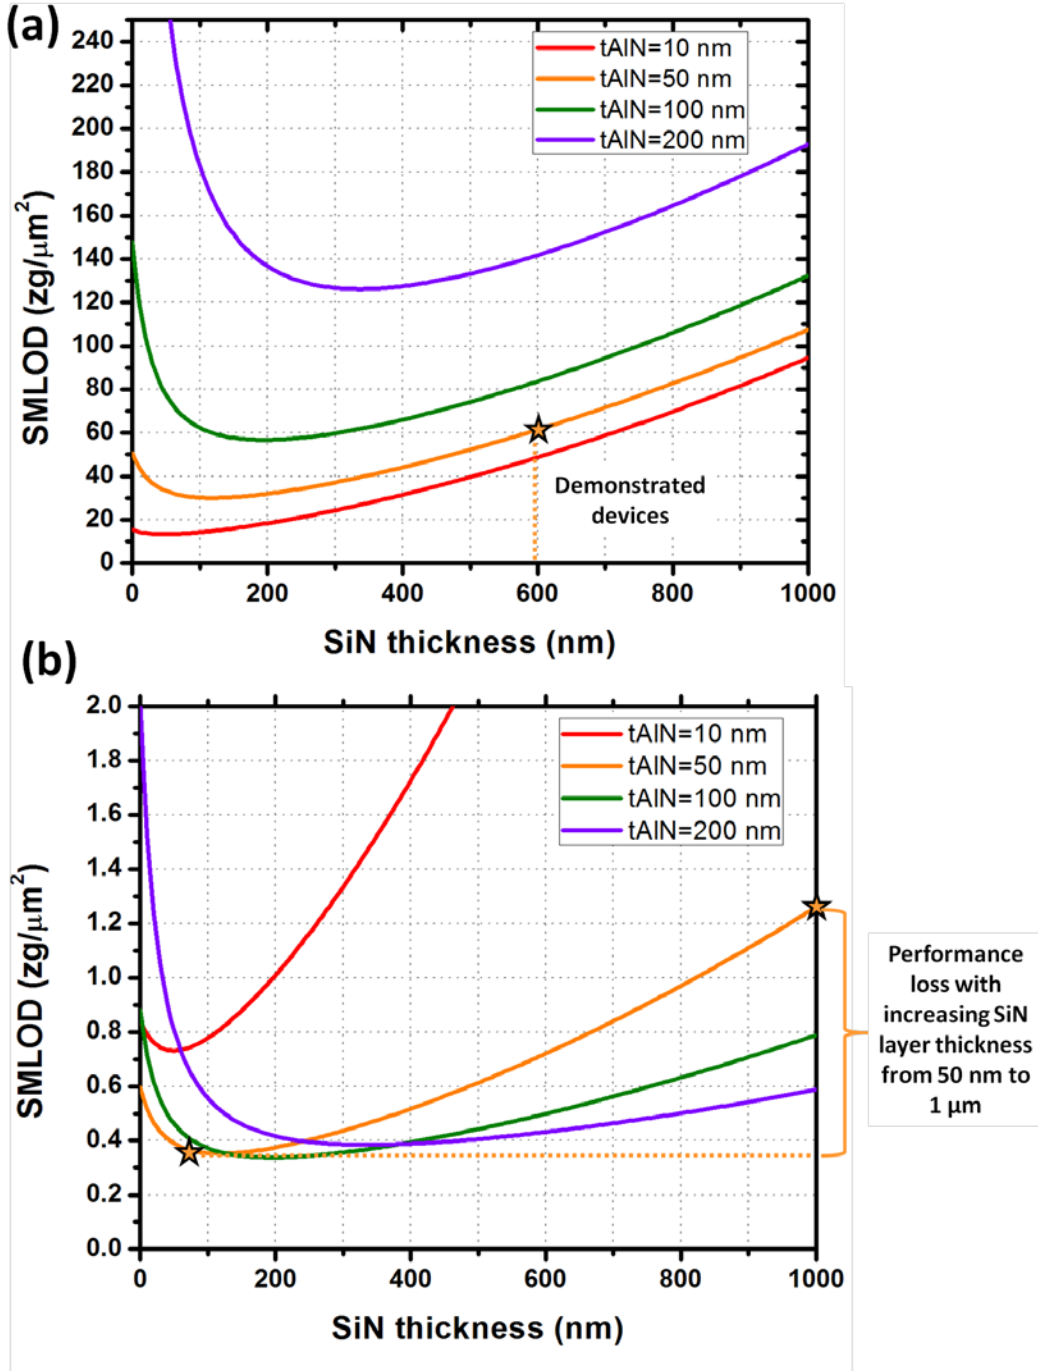 (a)
240
220
200
180
160
140
120
100
80
60
40
20
0
SMLOD (zg/μm²)
tAlN=10 nm
tAlN=50 nm
tAlN=100 nm
tAlN=200 nm
Demonstrated
devices
0
200
400
600
800
1000
SiN thickness (nm)
(b)
2.0
1.8
1.6
1.4
1.2
1.0
0.8
0.6
0.4
0.2
0.0
SMLOD (zg/μm²)
tAlN=10 nm
tAlN=50 nm
tAlN=100 nm
tAlN=200 nm
Performance
loss with
increasing SiN
layer thickness
from 50 nm to
1 μm
0
200
400
600
800
1000
SiN thickness (nm)